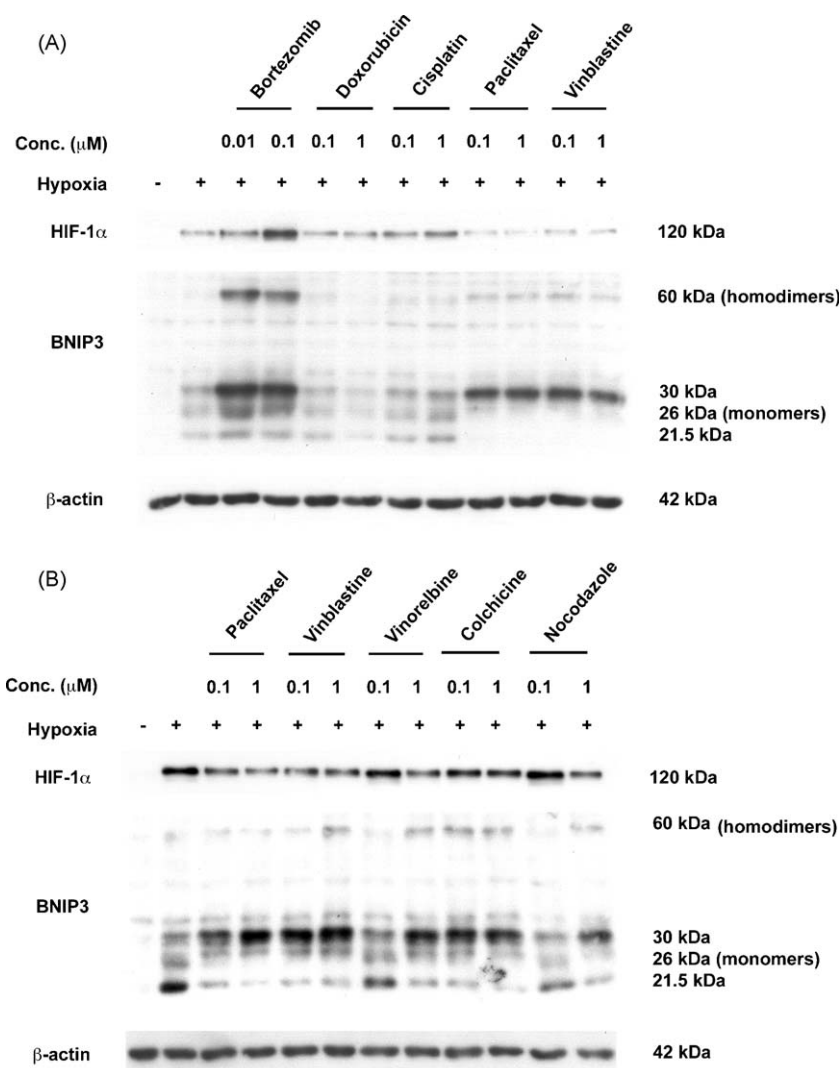 (A)
Bortezomib Doxorubicin Cisplatin Paclitaxel Vinblastine
Conc. (μM) 0.01 0.1 0.1 1 0.1 1 0.1 1 0.1 1
Hypoxia - + + + + + + + + + + +
HIF-1α 120 kDa
60 kDa (homodimers)
BNIP3
30 kDa
26 kDa (monomers)
21.5 kDa
β-actin 42 kDa
(B)
Paclitaxel Vinblastine Vinorelbine Colchicine Nocodazole
Conc. (μM) 0.1 1 0.1 1 0.1 1 0.1 1 0.1 1
Hypoxia - + + + + + + + + + + +
HIF-1α 120 kDa
60 kDa (homodimers)
BNIP3
30 kDa
26 kDa (monomers)
21.5 kDa
β-actin 42 kDa